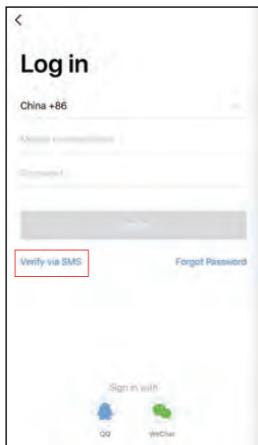 Log in
China +86
Verify via SMS
Forgot Password
Sign in with
QQ
WeChat